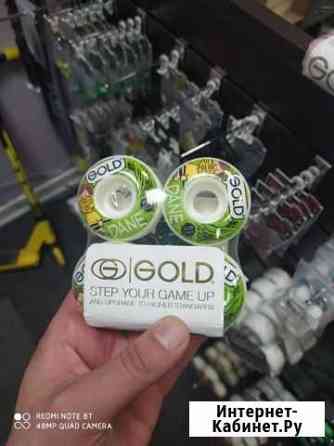 GOLD
GOLD
DANE
DANE
GOLD
STEP YOUR GAME UP
AND UPGRADE TO HIGHER STANDARDS
REDMI NOTE 8T
48MP QUAD CAMERA
Интернет-
Кабинет.Ру